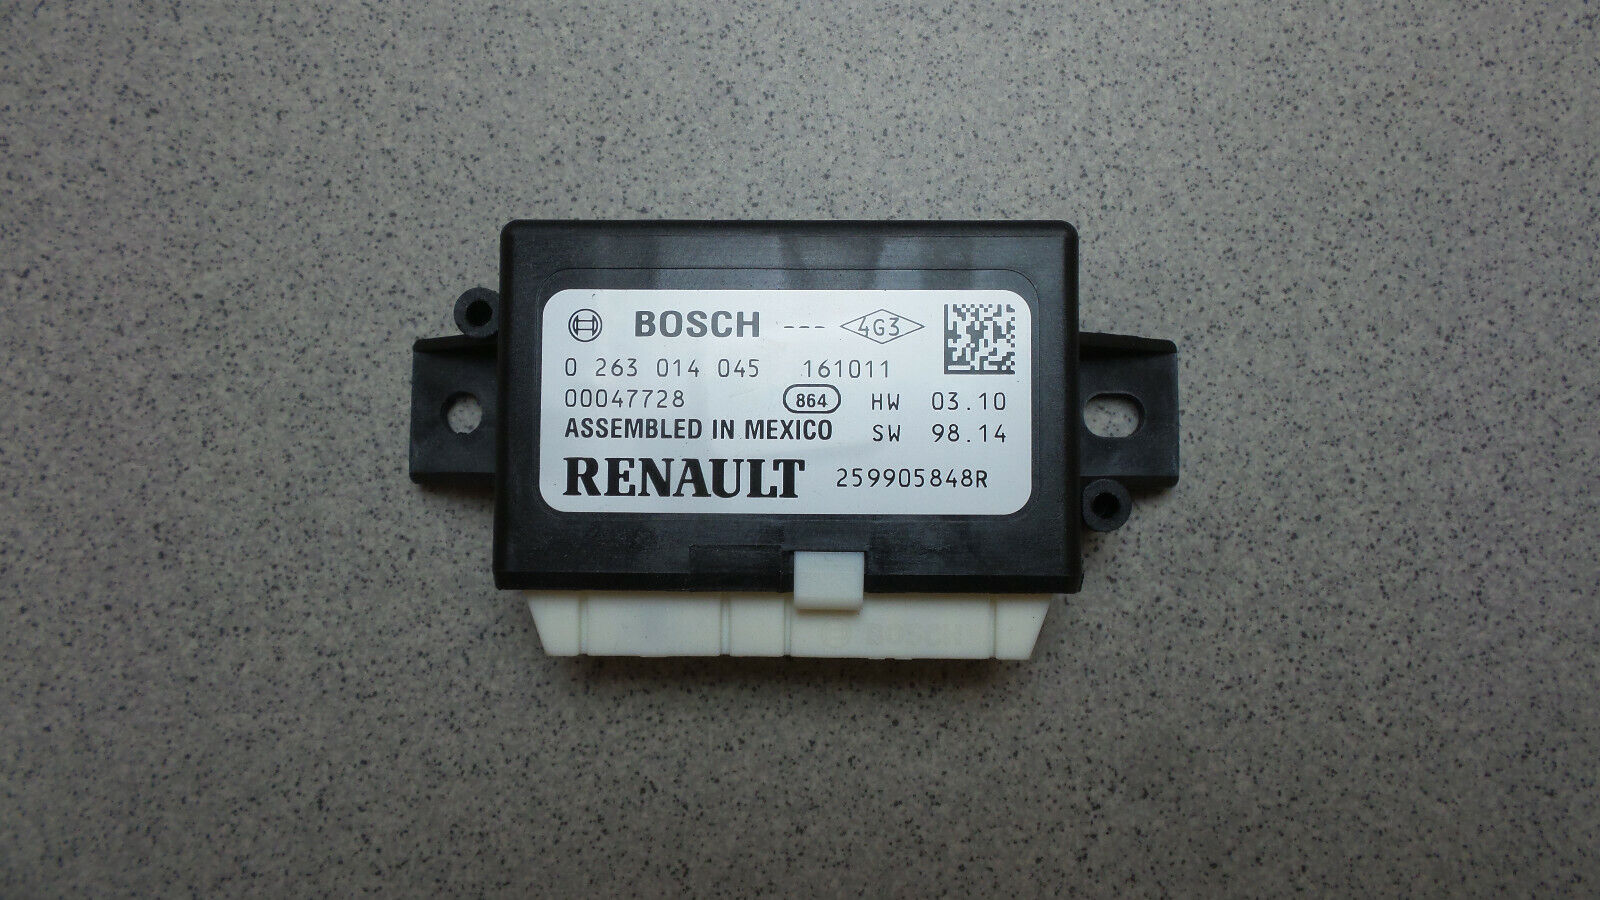 BOSCH --- 4G3
0 263 014 045 161011
00047728 864 HW 03.10
ASSEMBLED IN MEXICO SW 98.14
RENAULT 259905848R
BOSCH